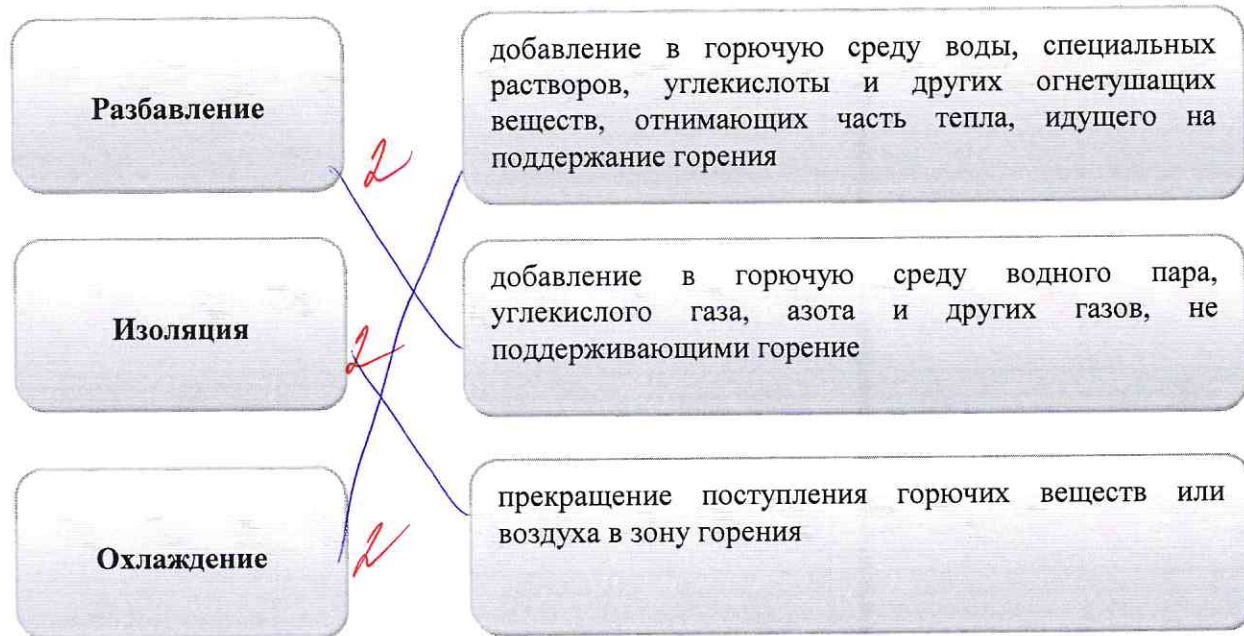 Разбавление
добавление в горючую среду воды, специальных
растворов, углекислоты и других огнетушащих
веществ, отнимающих часть тепла, идущего на
поддержание горения
2
Изоляция
добавление в горючую среду водного пара,
углекислого газа, азота и других газов, не
поддерживающими горение
2
Охлаждение
прекращение поступления горючих веществ или
воздуха в зону горения
2